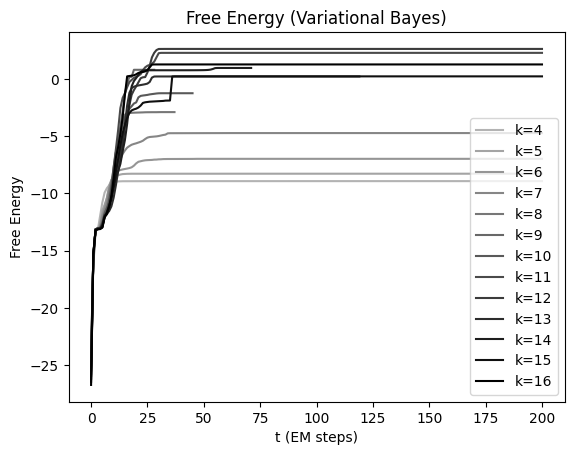 Free Energy (Variational Bayes)
Free Energy
0
−5
−10
−15
−20
−25
k=4
k=5
k=6
k=7
k=8
k=9
k=10
k=11
k=12
k=13
k=14
k=15
k=16
0
25
50
75
100
125
150
175
200
t (EM steps)